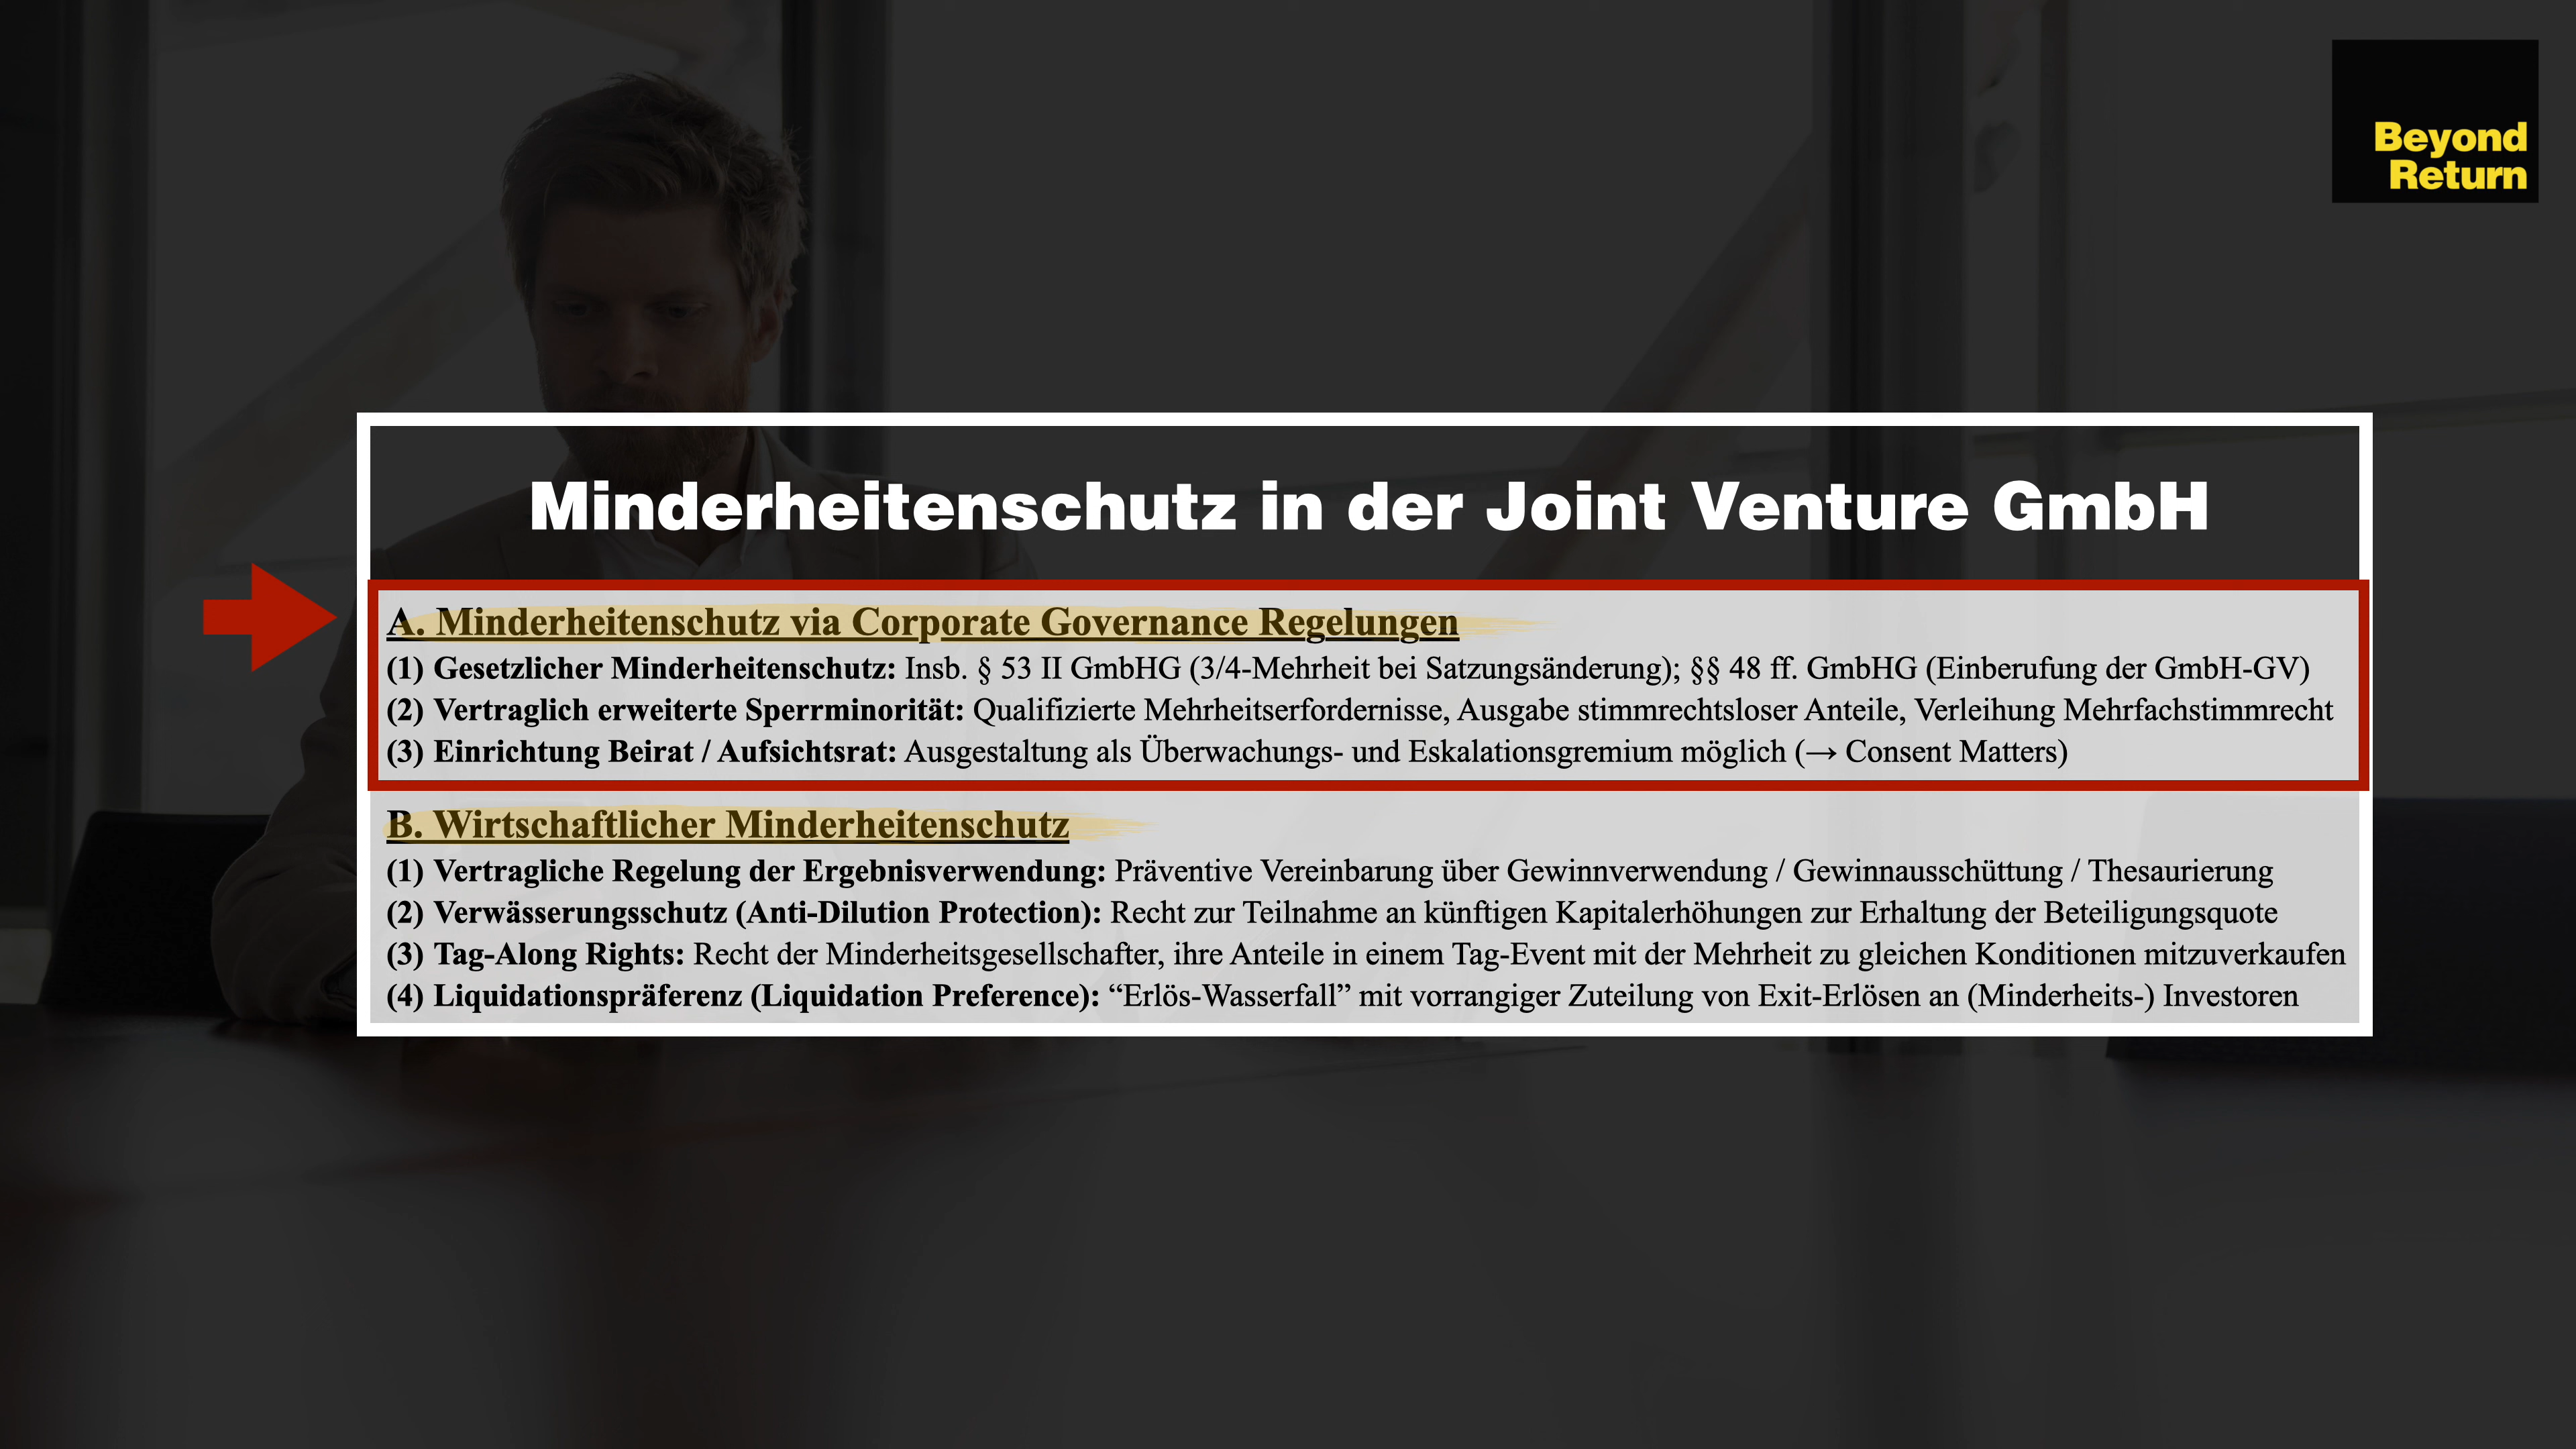 Beyond
Return
Minderheitenschutz in der Joint Venture GmbH
A. Minderheitenschutz via Corporate Governance Regelungen
(1) Gesetzlicher Minderheitenschutz: Insb. § 53 II GmbHG (3/4-Mehrheit bei Satzungsänderung); §§ 48 ff. GmbHG (Einberufung der GmbH-GV)
(2) Vertraglich erweiterte Sperrminorität: Qualifizierte Mehrheitserfordernisse, Ausgabe stimmrechtsloser Anteile, Verleihung Mehrfachstimmrecht
(3) Einrichtung Beirat / Aufsichtsrat: Ausgestaltung als Überwachungs- und Eskalationsgremium möglich (→ Consent Matters)
B. Wirtschaftlicher Minderheitenschutz
(1) Vertragliche Regelung der Ergebnisverwendung: Präventive Vereinbarung über Gewinnverwendung / Gewinnausschüttung / Thesaurierung
(2) Verwässerungsschutz (Anti-Dilution Protection): Recht zur Teilnahme an künftigen Kapitalerhöhungen zur Erhaltung der Beteiligungsquote
(3) Tag-Along Rights: Recht der Minderheitsgesellschafter, ihre Anteile in einem Tag-Event mit der Mehrheit zu gleichen Konditionen mitzuverkaufen
(4) Liquidationspräferenz (Liquidation Preference): “Erlös-Wasserfall” mit vorrangiger Zuteilung von Exit-Erlösen an (Minderheits-) Investoren